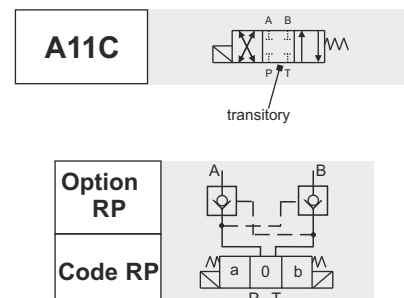 A B
A11C
P T
transitory
A B
Option
RP
Code RP
a 0 b
P T